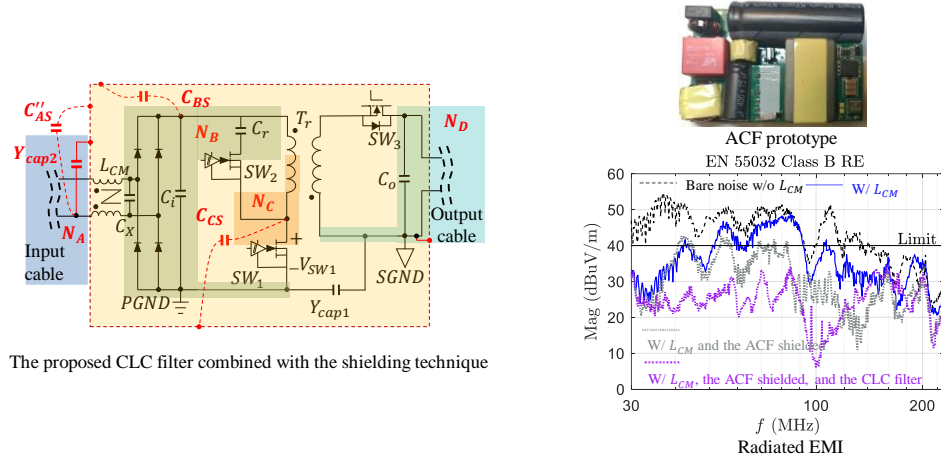 C''AS
CBS
Ycap2
NB
Cr
Tr
ND
SW3
LCM
SW2
Co
NC
CX
Ci
CCS
NA
Output
cable
Input
cable
+
−VSW1
SW1
PGND
SGND
Ycap1
The proposed CLC filter combined with the shielding technique
ACF prototype
EN 55032 Class B RE
Bare noise w/o LCM
W/ LCM
Limit
W/ LCM and the ACF shielded
W/ LCM, the ACF shielded, and the CLC filter
Mag (dBuV/m)
60
50
40
30
20
10
0
30
100
200
f (MHz)
Radiated EMI